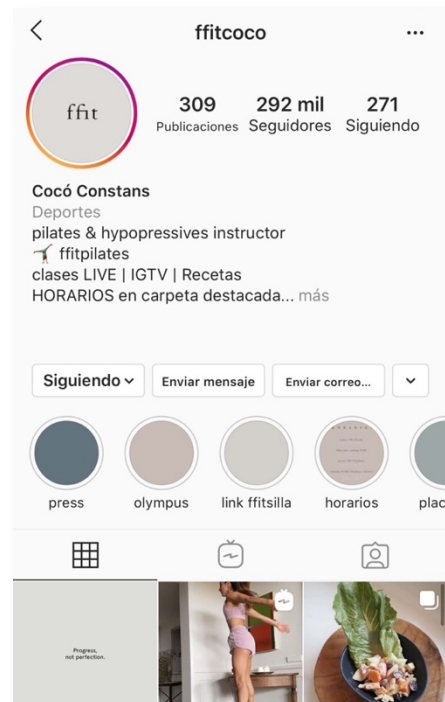 ffitcoco
ffit
309 292 mil 271
Publicaciones Seguidores Siguiendo
Cocó Constans
Deportes
pilates & hypopressives instructor
ffitpilates
clases LIVE | IGTV | Recetas
HORARIOS en carpeta destacada... más
Siguiendo Enviar mensaje Enviar correo...
HORARIOS
press olympus link ffitsilla horarios plac
Progress,
not perfection.